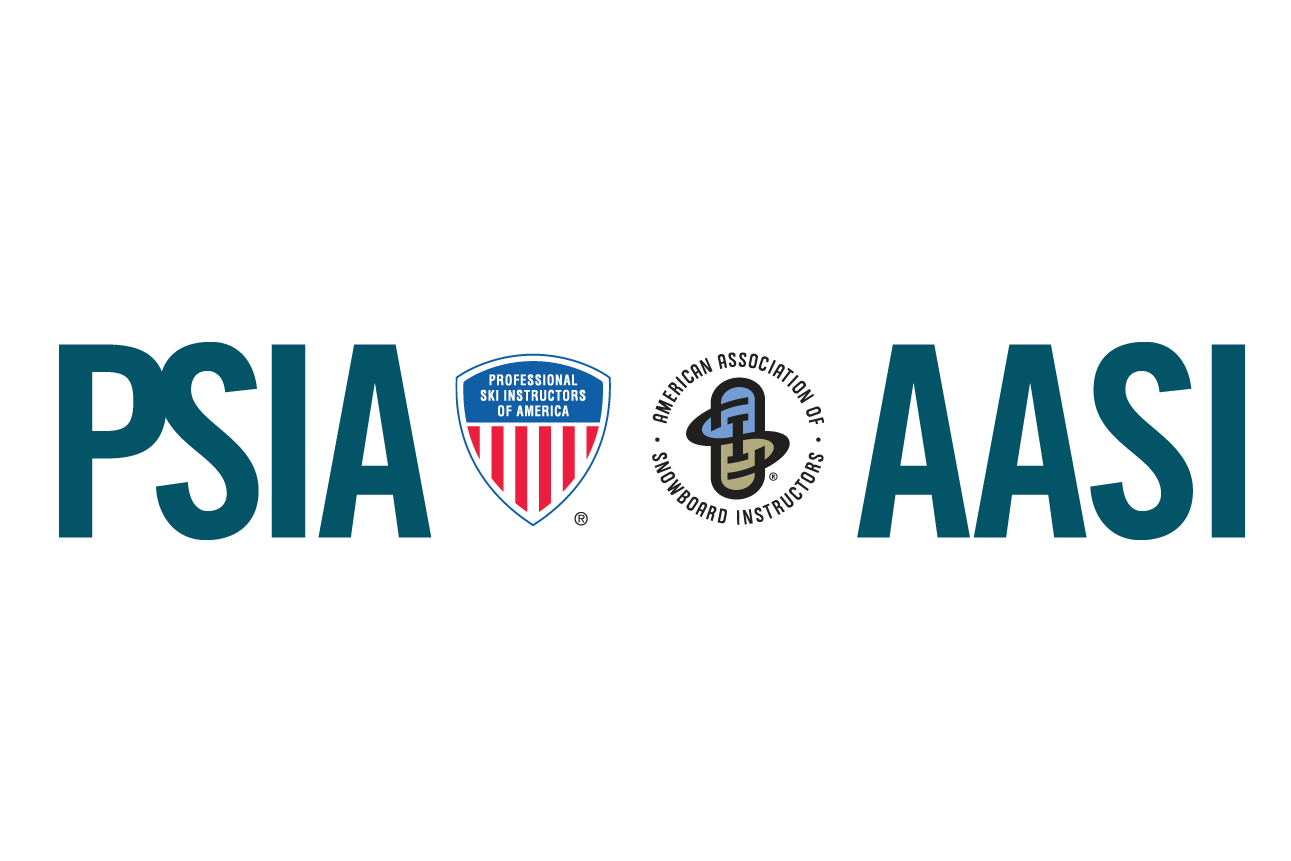 PSIA
PROFESSIONAL
SKI INSTRUCTORS
OF AMERICA
®
AMERICAN ASSOCIATION OF
• SNOWBOARD INSTRUCTORS •
®
AASI